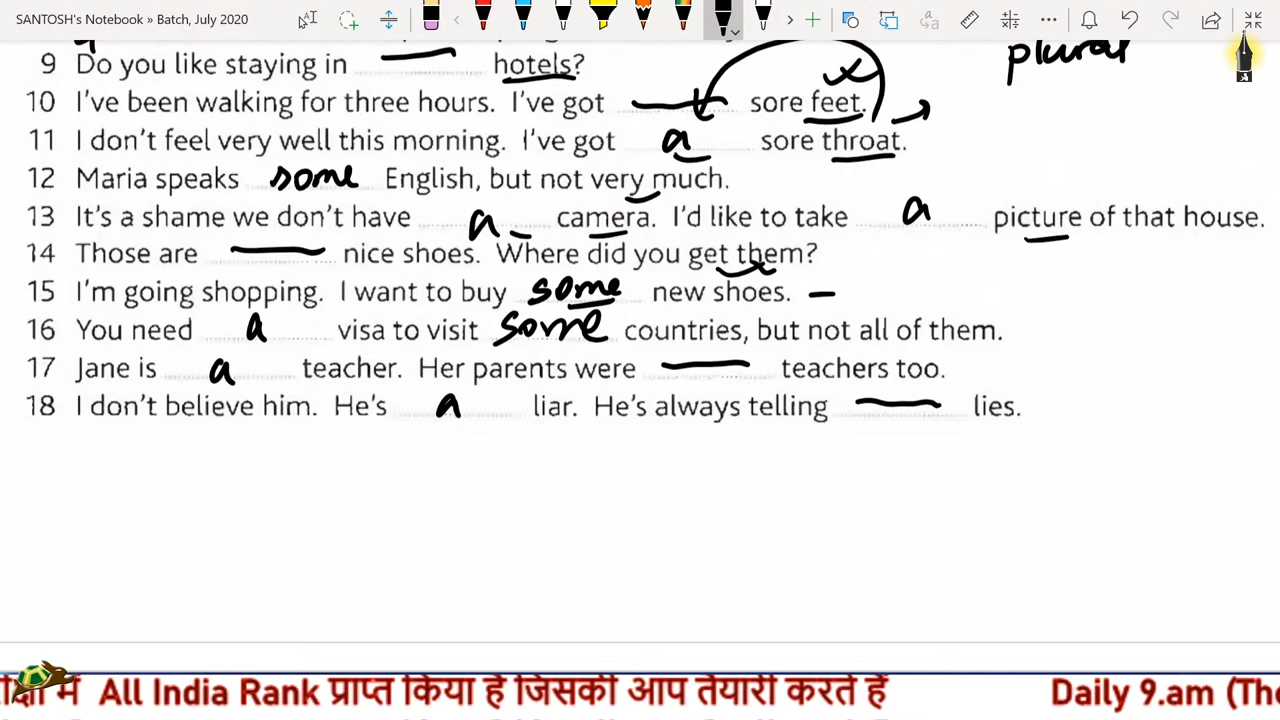 SANTOSH's Notebook » Batch, July 2020
plural
9 Do you like staying in — hotels?
10 I've been walking for three hours. I've got — sore feet.
11 I don't feel very well this morning. I've got a sore throat.
12 Maria speaks some English, but not very much.
13 It's a shame we don't have a camera. I'd like to take a picture of that house.
14 Those are — nice shoes. Where did you get them?
15 I'm going shopping. I want to buy some new shoes. –
16 You need a visa to visit some countries, but not all of them.
17 Jane is a teacher. Her parents were — teachers too.
18 I don't believe him. He's a liar. He's always telling — lies.
में All India Rank प्राप्त किया है जिसकी आप तैयारी करते हैं Daily 9.am